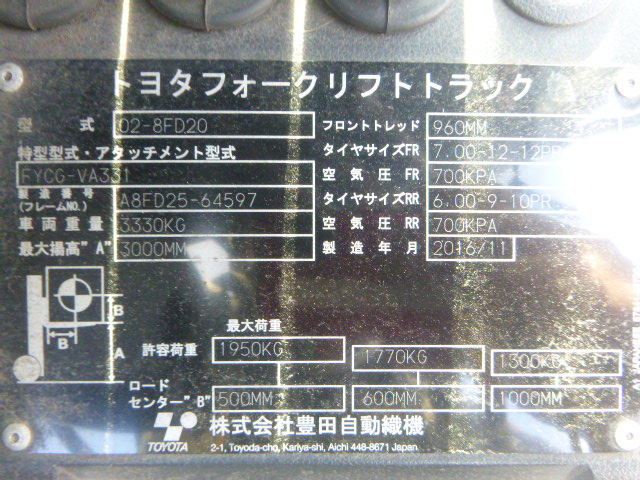 トヨタフォークリフトトラック
型式 02-8FD20 フロントトレッド 960MM
特型型式・アタッチメント型式 タイヤサイズFR 7.00-12-12PR
FYCG-VA331 空気圧 FR 700KPA
製造番号 (フレームNO.) A8FD25-64597 タイヤサイズRR 6.00-9-10PR
車両重量 3330KG 空気圧 RR 700KPA
最大揚高"A" 3000MM 製造年月 2016/11
B
B A
最大荷重
許容荷重 1950KG 1770KG 1300KG
ロード
センター"B" 500MM 600MM 1000MM
TOYOTA 株式会社豊田自動織機
2-1, Toyoda-cho, Kariya-shi, Aichi 448-8671 Japan